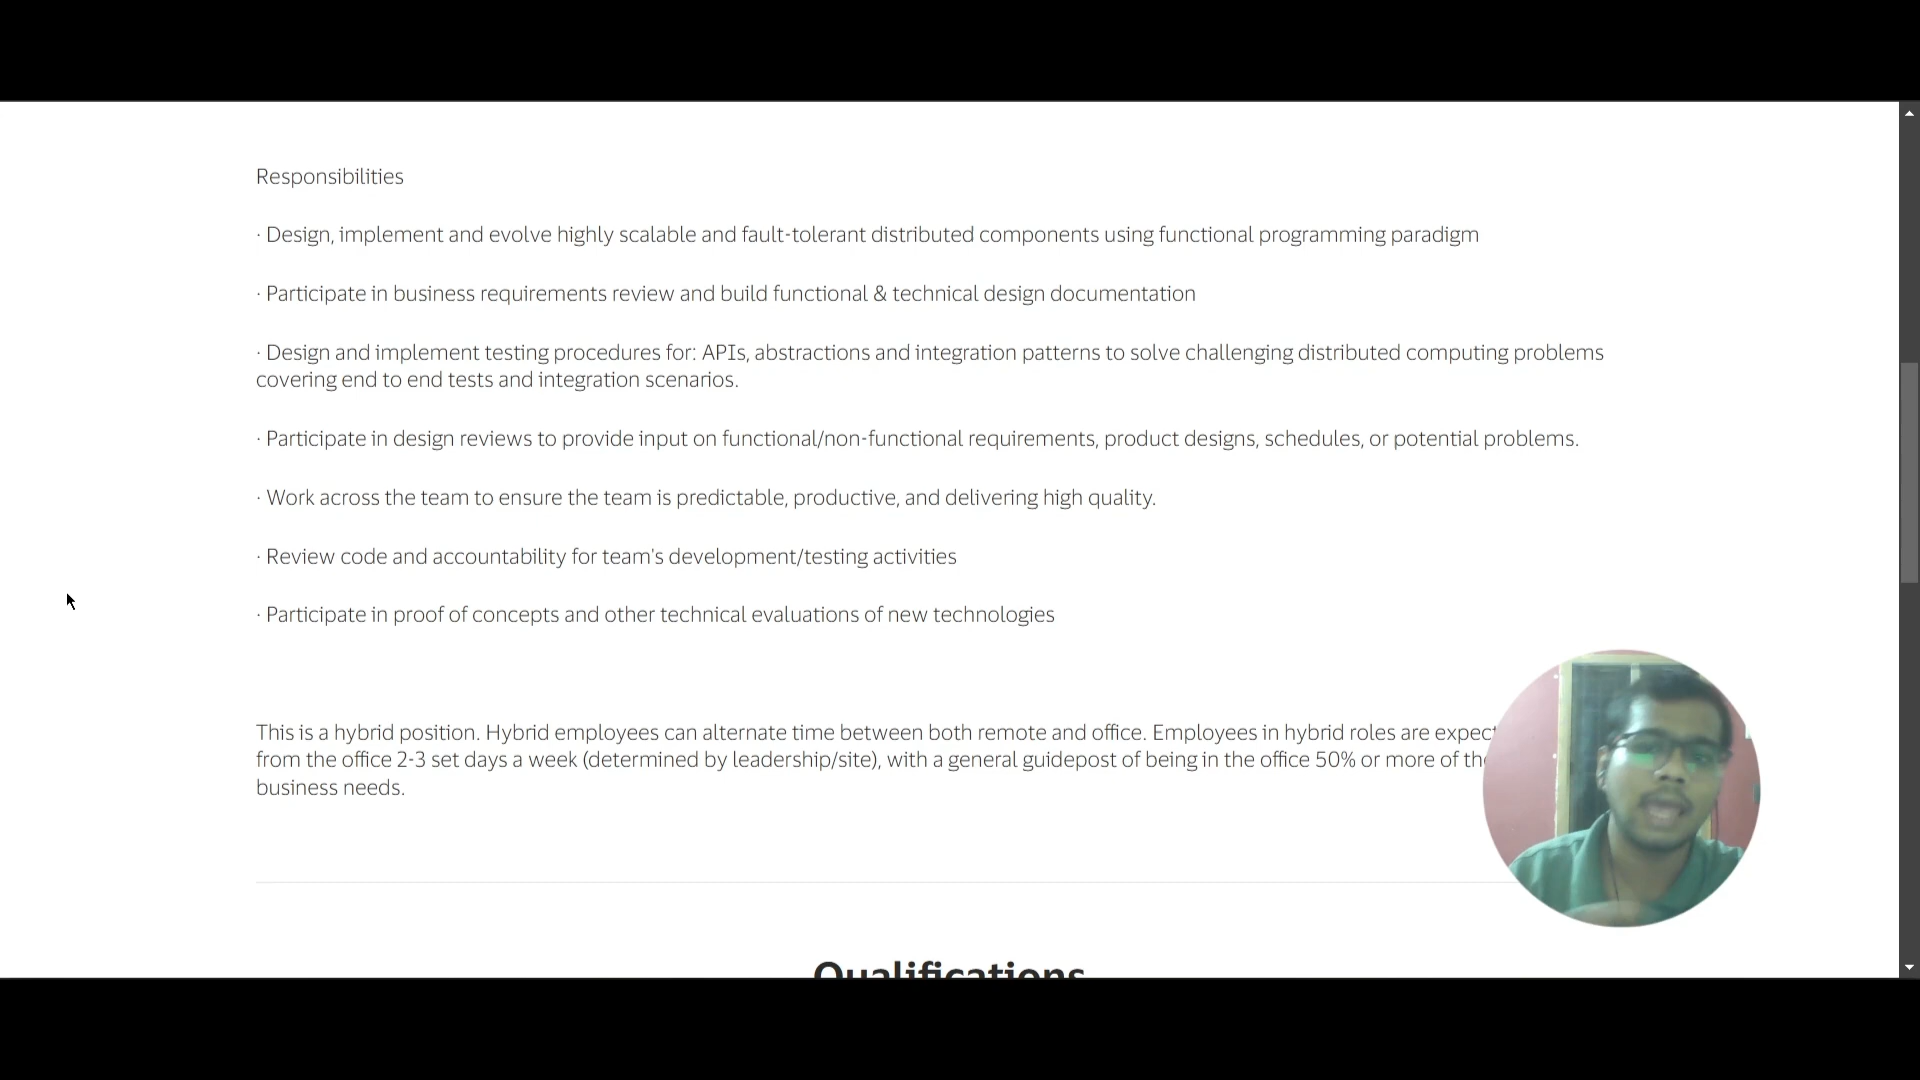 Responsibilities
· Design, implement and evolve highly scalable and fault-tolerant distributed components using functional programming paradigm
· Participate in business requirements review and build functional & technical design documentation
· Design and implement testing procedures for: APIs, abstractions and integration patterns to solve challenging distributed computing problems
covering end to end tests and integration scenarios.
· Participate in design reviews to provide input on functional/non-functional requirements, product designs, schedules, or potential problems.
· Work across the team to ensure the team is predictable, productive, and delivering high quality.
· Review code and accountability for team's development/testing activities
· Participate in proof of concepts and other technical evaluations of new technologies
This is a hybrid position. Hybrid employees can alternate time between both remote and office. Employees in hybrid roles are
from the office 2-3 set days a week (determined by leadership/site), with a general guidepost of being in the office 50% or more of
business needs.
Qualifications